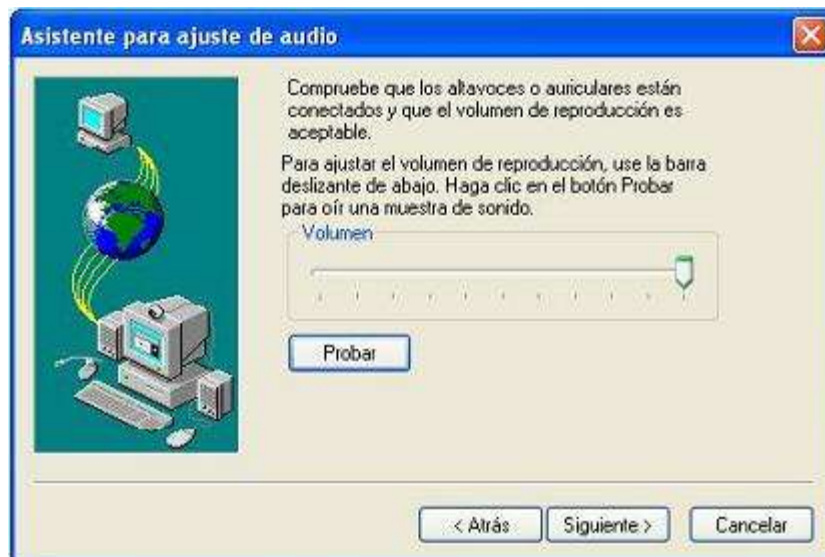 Asistente para ajuste de audio
Compruebe que los altavoces o auriculares están
conectados y que el volumen de reproducción es
aceptable.
Para ajustar el volumen de reproducción, use la barra
deslizante de abajo. Haga clic en el botón Probar
para oír una muestra de sonido.
Volumen
Probar
< Atrás
Siguiente >
Cancelar